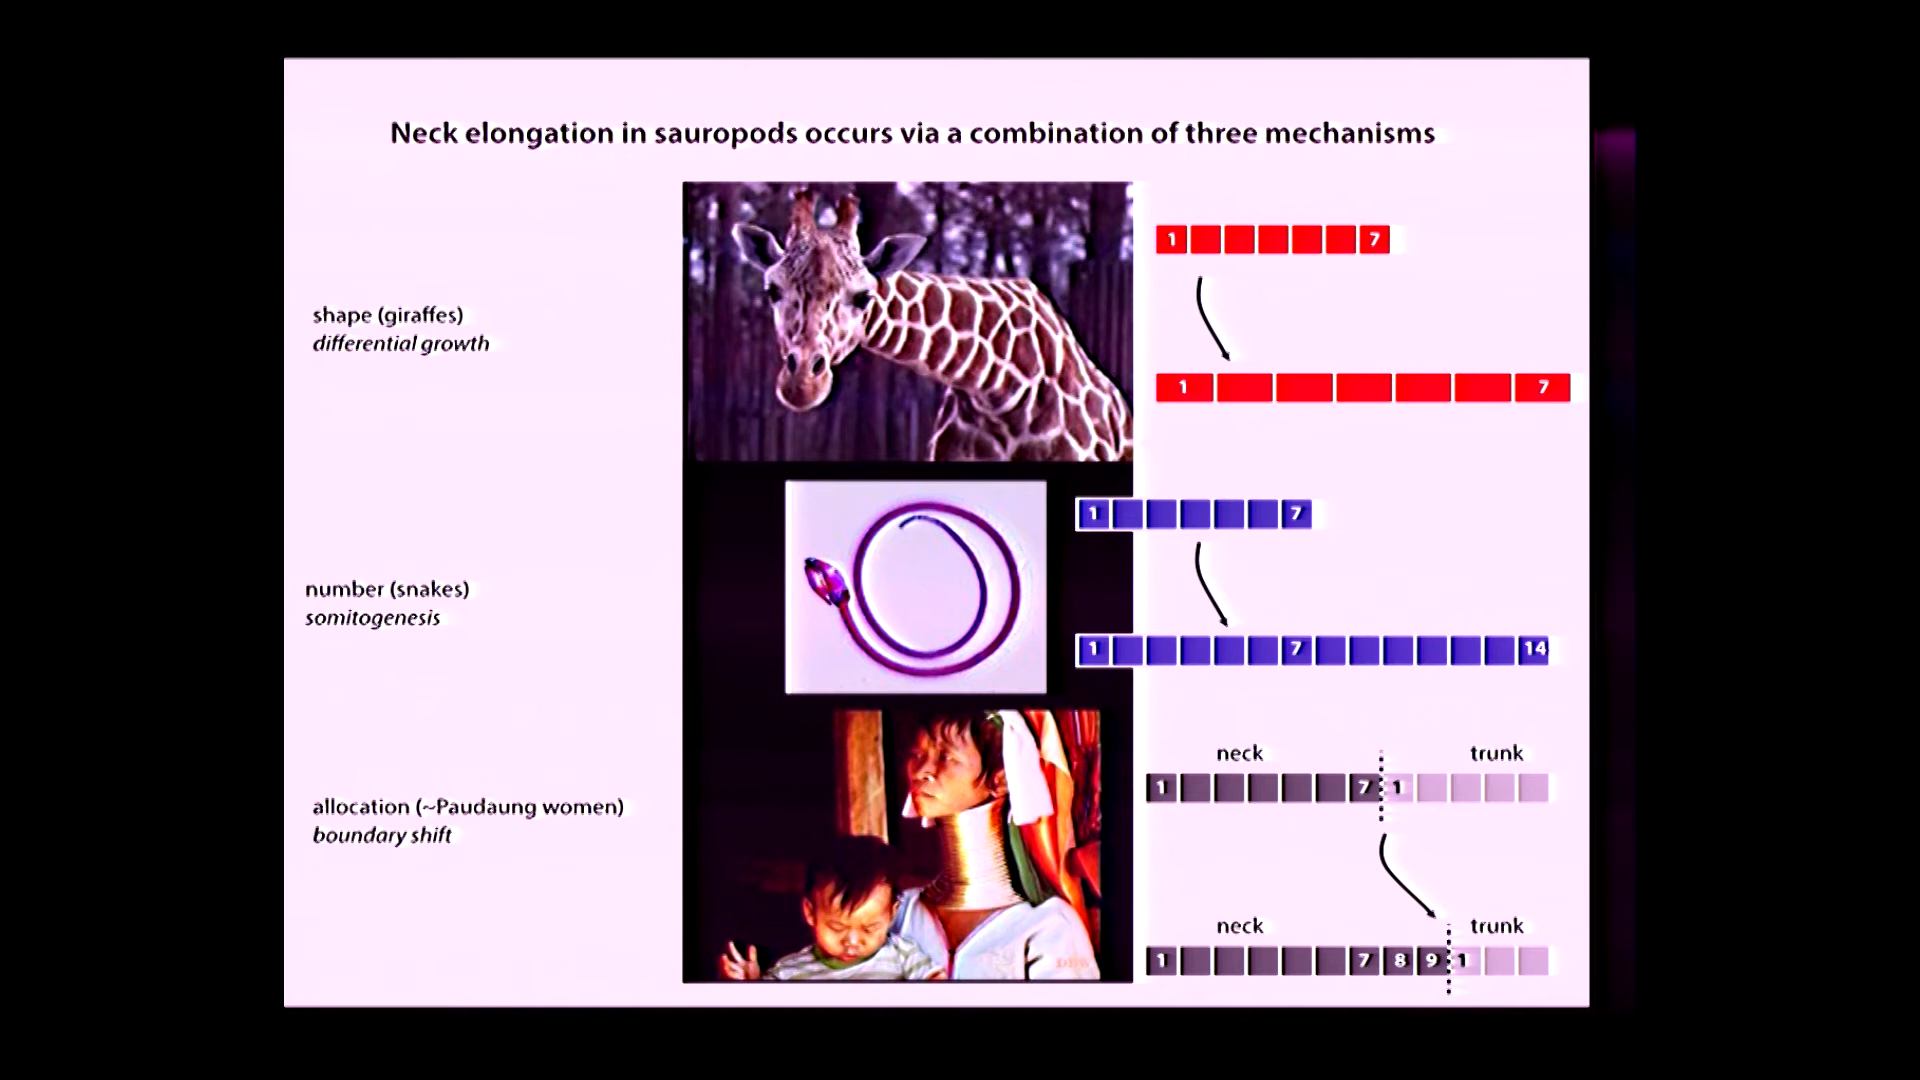 Neck elongation in sauropods occurs via a combination of three mechanisms
shape (giraffes)
differential growth
1 7
1 7
number (snakes)
somitogenesis
1 7
1 7 14
allocation (~Paudaung women)
boundary shift
neck trunk
1 7 1
neck trunk
1 7 8 9 1